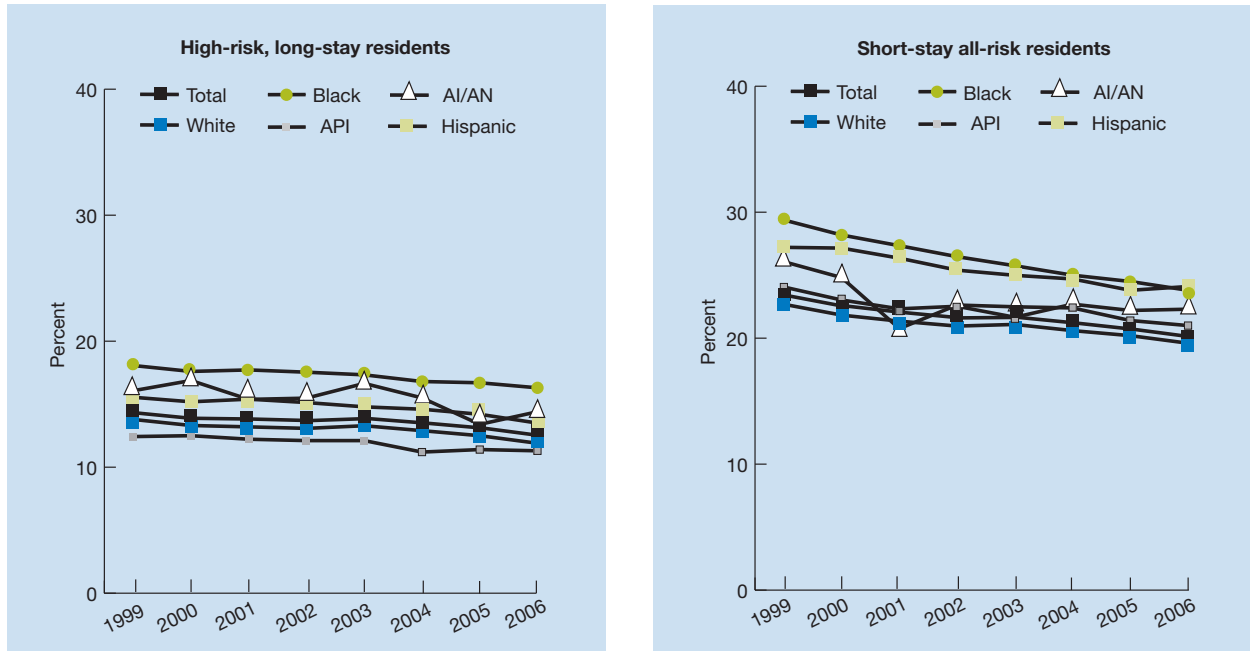 High-risk, long-stay residents
Total Black AI/AN
White API Hispanic
Percent
40
30
20
10
0
1999 2000 2001 2002 2003 2004 2005 2006
Short-stay all-risk residents
Total Black AI/AN
White API Hispanic
Percent
40
30
20
10
0
1999 2000 2001 2002 2003 2004 2005 2006